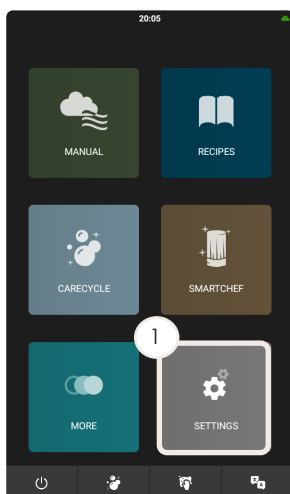 20:05
MANUAL
RECIPES
CARECYCLE
SMARTCHEF
1
MORE
SETTINGS